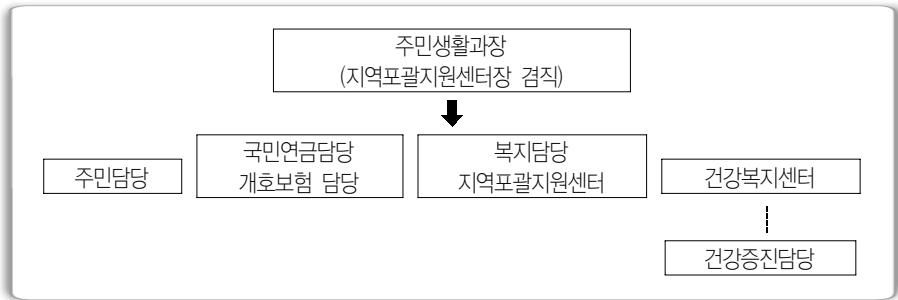 주민생활과장
(지역포괄지원센터장 겸직)
주민담당
국민연금담당
개호보험 담당
복지담당
지역포괄지원센터
건강복지센터
건강증진담당